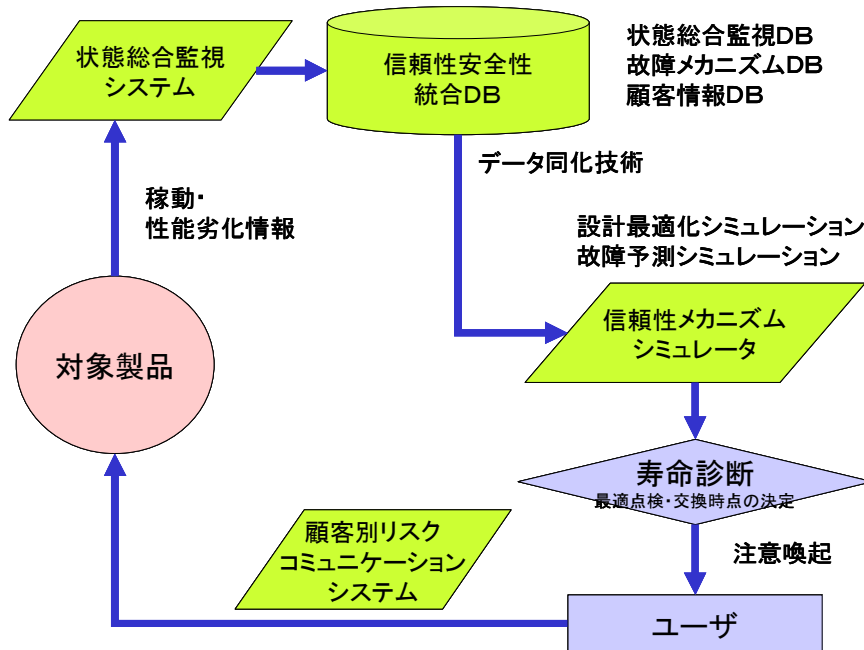 状態総合監視
システム
信頼性安全性
統合DB
状態総合監視DB
故障メカニズムDB
顧客情報DB
データ同化技術
稼動・
性能劣化情報
設計最適化シミュレーション
故障予測シミュレーション
信頼性メカニズム
シミュレータ
対象製品
寿命診断
最適点検・交換時点の決定
顧客別リスク
コミュニケーション
システム
注意喚起
ユーザ